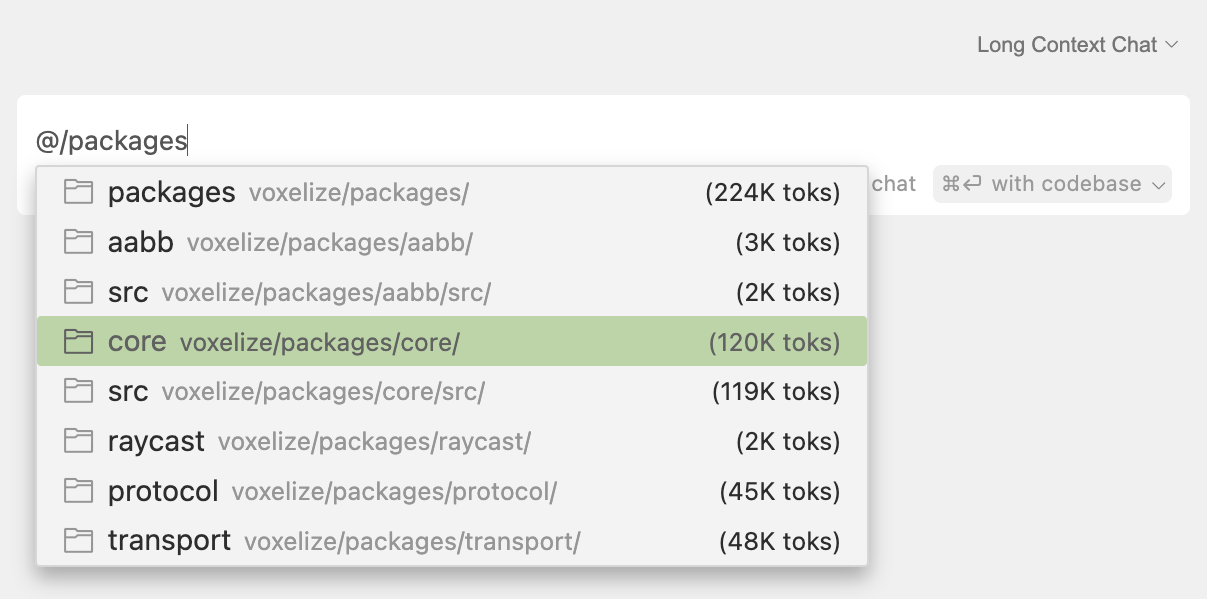 Long Context Chat
@/packages
packages voxelize/packages/ (224K toks)
chat ⌘⏎ with codebase
aabb voxelize/packages/aabb/ (3K toks)
src voxelize/packages/aabb/src/ (2K toks)
core voxelize/packages/core/ (120K toks)
src voxelize/packages/core/src/ (119K toks)
raycast voxelize/packages/raycast/ (2K toks)
protocol voxelize/packages/protocol/ (45K toks)
transport voxelize/packages/transport/ (48K toks)